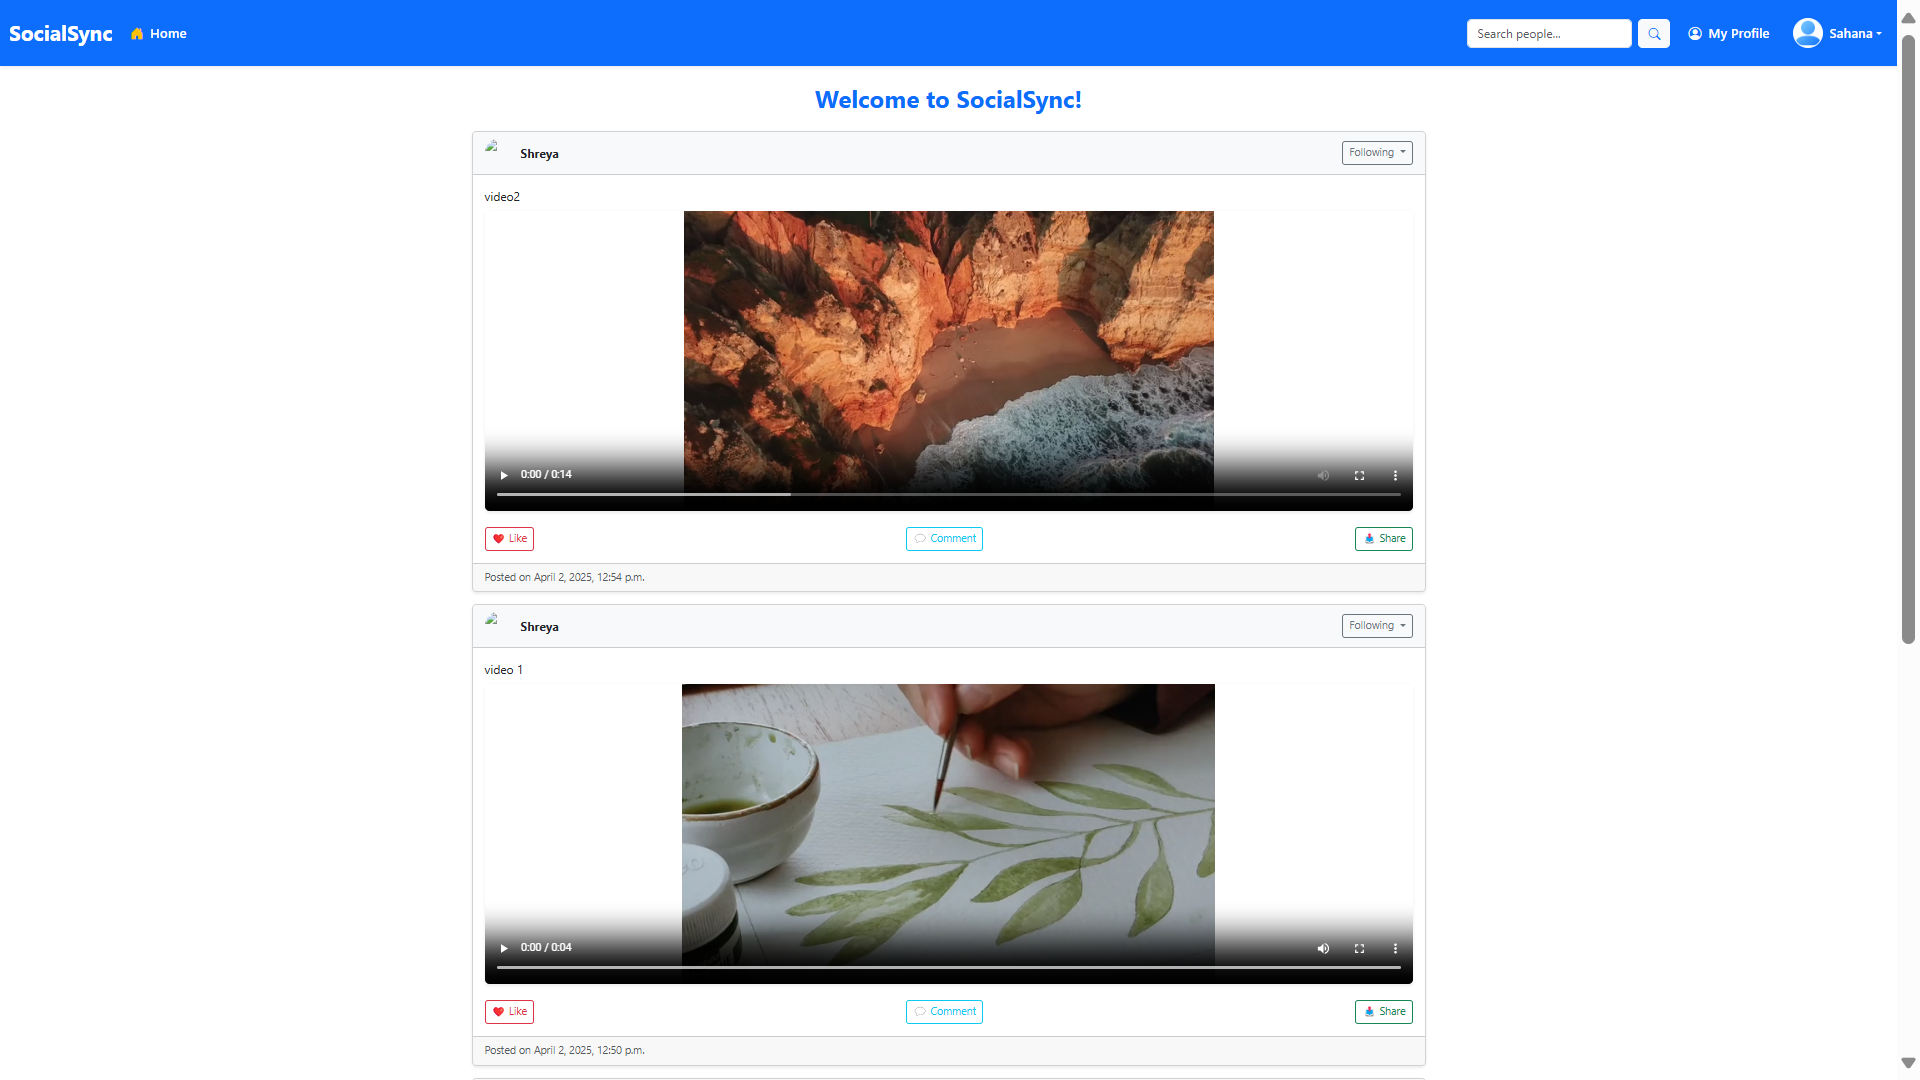 SocialSync Home Search people... My Profile Sahana
Welcome to SocialSync!
Shreya Following
video2
0:00 / 0:14
Like Comment Share
Posted on April 2, 2025, 12:54 p.m.
Shreya Following
video 1
0:00 / 0:04
Like Comment Share
Posted on April 2, 2025, 12:50 p.m.